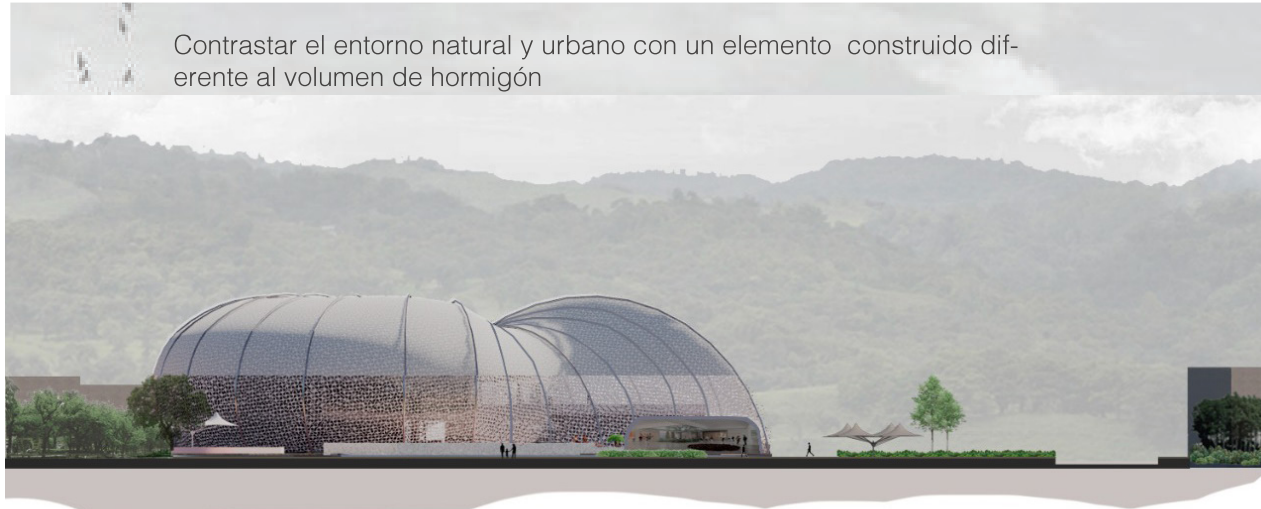 Contrastar el entorno natural y urbano con un elemento  construido dif-
erente al volumen de hormigón